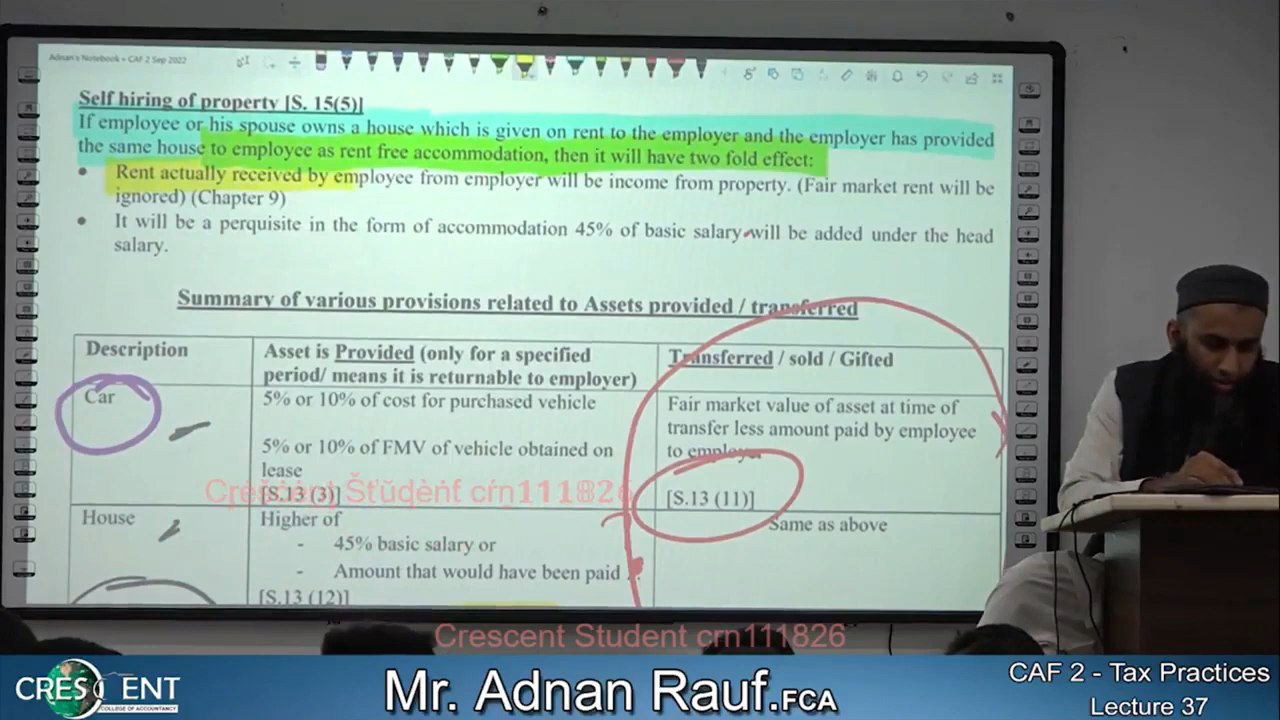 Adnan's Notebook » CAF 2 Sep 2022
Self hiring of property [S. 15(5)]
If employee or his spouse owns a house which is given on rent to the employer and the employer has provided
the same house to employee as rent free accommodation, then it will have two fold effect:
• Rent actually received by employee from employer will be income from property. (Fair market rent will be
ignored) (Chapter 9)
• It will be a perquisite in the form of accommodation 45% of basic salary will be added under the head
salary.
Summary of various provisions related to Assets provided / transferred
Description
Asset is Provided (only for a specified
period/ means it is returnable to employer)
Transferred / sold / Gifted
Car
5% or 10% of cost for purchased vehicle
5% or 10% of FMV of vehicle obtained on
lease
[S.13 (3)]
Fair market value of asset at time of
transfer less amount paid by employee
to employer
[S.13 (11)]
House
Higher of
- 45% basic salary or
- Amount that would have been paid
[S.13 (12)]
Same as above
Crescent Student crn111826
Crescent Student crn111826
CRESCENT
COLLEGE OF ACCOUNTANCY
Mr. Adnan Rauf.FCA
CAF 2 - Tax Practices
Lecture 37